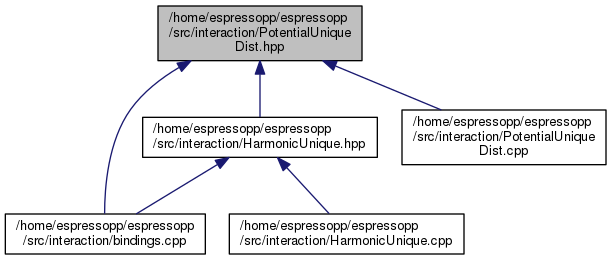 /home/espressopp/espressopp
/src/interaction/PotentialUnique
Dist.hpp
/home/espressopp/espressopp
/src/interaction/HarmonicUnique.hpp
/home/espressopp/espressopp
/src/interaction/PotentialUnique
Dist.cpp
/home/espressopp/espressopp
/src/interaction/bindings.cpp
/home/espressopp/espressopp
/src/interaction/HarmonicUnique.cpp